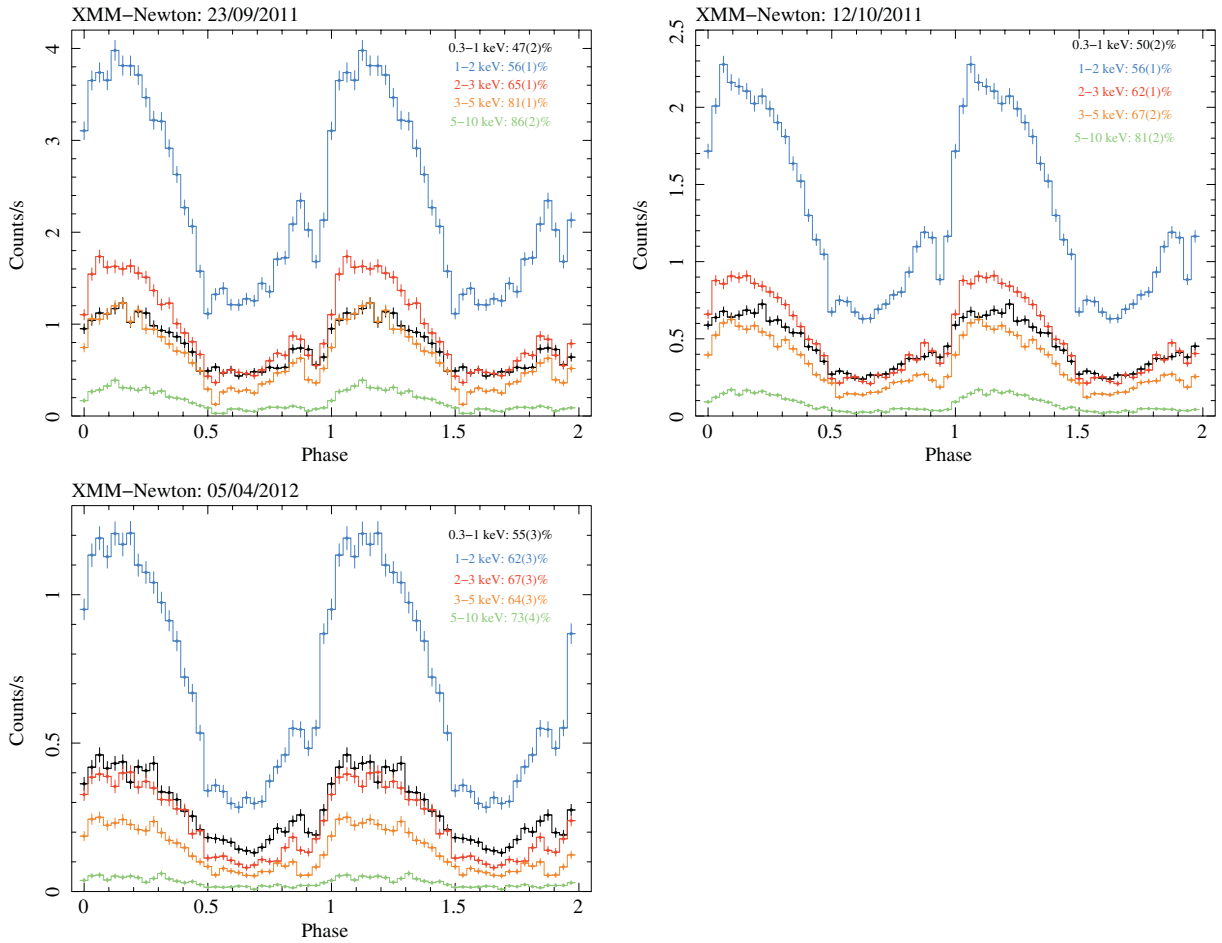 XMM−Newton: 23/09/2011
0.3−1 keV: 47(2)%
1−2 keV: 56(1)%
2−3 keV: 65(1)%
3−5 keV: 81(1)%
5−10 keV: 86(2)%
Counts/s
0
1
2
3
4
0
0.5
1
1.5
2
Phase
XMM−Newton: 12/10/2011
0.3−1 keV: 50(2)%
1−2 keV: 56(1)%
2−3 keV: 62(1)%
3−5 keV: 67(2)%
5−10 keV: 81(2)%
Counts/s
0
0.5
1
1.5
2
2.5
0
0.5
1
1.5
2
Phase
XMM−Newton: 05/04/2012
0.3−1 keV: 55(3)%
1−2 keV: 62(3)%
2−3 keV: 67(3)%
3−5 keV: 64(3)%
5−10 keV: 73(4)%
Counts/s
0
0.5
1
0
0.5
1
1.5
2
Phase